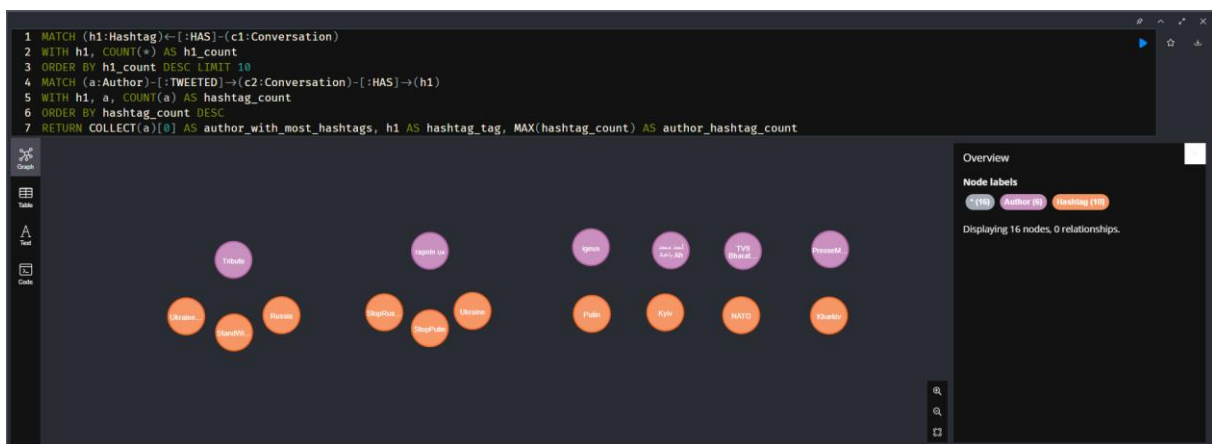 1 MATCH (h1:Hashtag)←[:HAS]-(c1:Conversation)
2 WITH h1, COUNT(*) AS h1_count
3 ORDER BY h1_count DESC LIMIT 10
4 MATCH (a:Author)-[:TWEETED]→(c2:Conversation)-[:HAS]→(h1)
5 WITH h1, a, COUNT(a) AS hashtag_count
6 ORDER BY hashtag_count DESC
7 RETURN COLLECT(a)[0] AS author_with_most_hashtags, h1 AS hashtag_tag, MAX(hashtag_count) AS author_hashtag_count
Graph
Table
Text
Code
Overview
Node labels
* (16) Author (6) Hashtag (10)
Displaying 16 nodes, 0 relationships.
Tribute
igeus
TV9 Bharat...
PresseM...
Ukraine...
StandWi...
Russia
StopRus...
StopPutin
Ukraine
Putin
Kyiv
NATO
Kharkiv